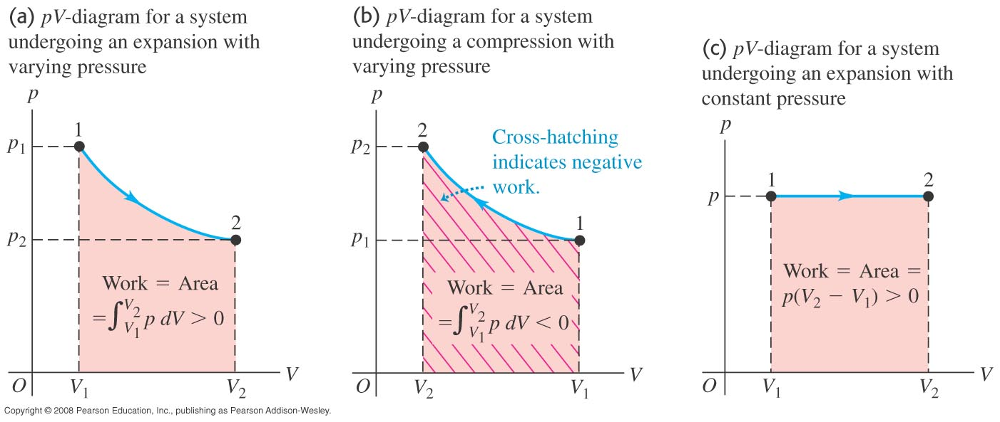 (a) pV-diagram for a system
undergoing an expansion with
varying pressure
p
1
p₁
2
p₂
Work = Area
=∫V₁V₂ p dV > 0
O
V₁
V₂
V
(b) pV-diagram for a system
undergoing a compression with
varying pressure
p
2
p₂
Cross-hatching
indicates negative
work.
1
p₁
Work = Area
=∫V₁V₂ p dV < 0
O
V₂
V₁
V
(c) pV-diagram for a system
undergoing an expansion with
constant pressure
p
1
2
p
Work = Area =
p(V₂ − V₁) > 0
O
V₁
V₂
V
Copyright © 2008 Pearson Education, Inc., publishing as Pearson Addison-Wesley.